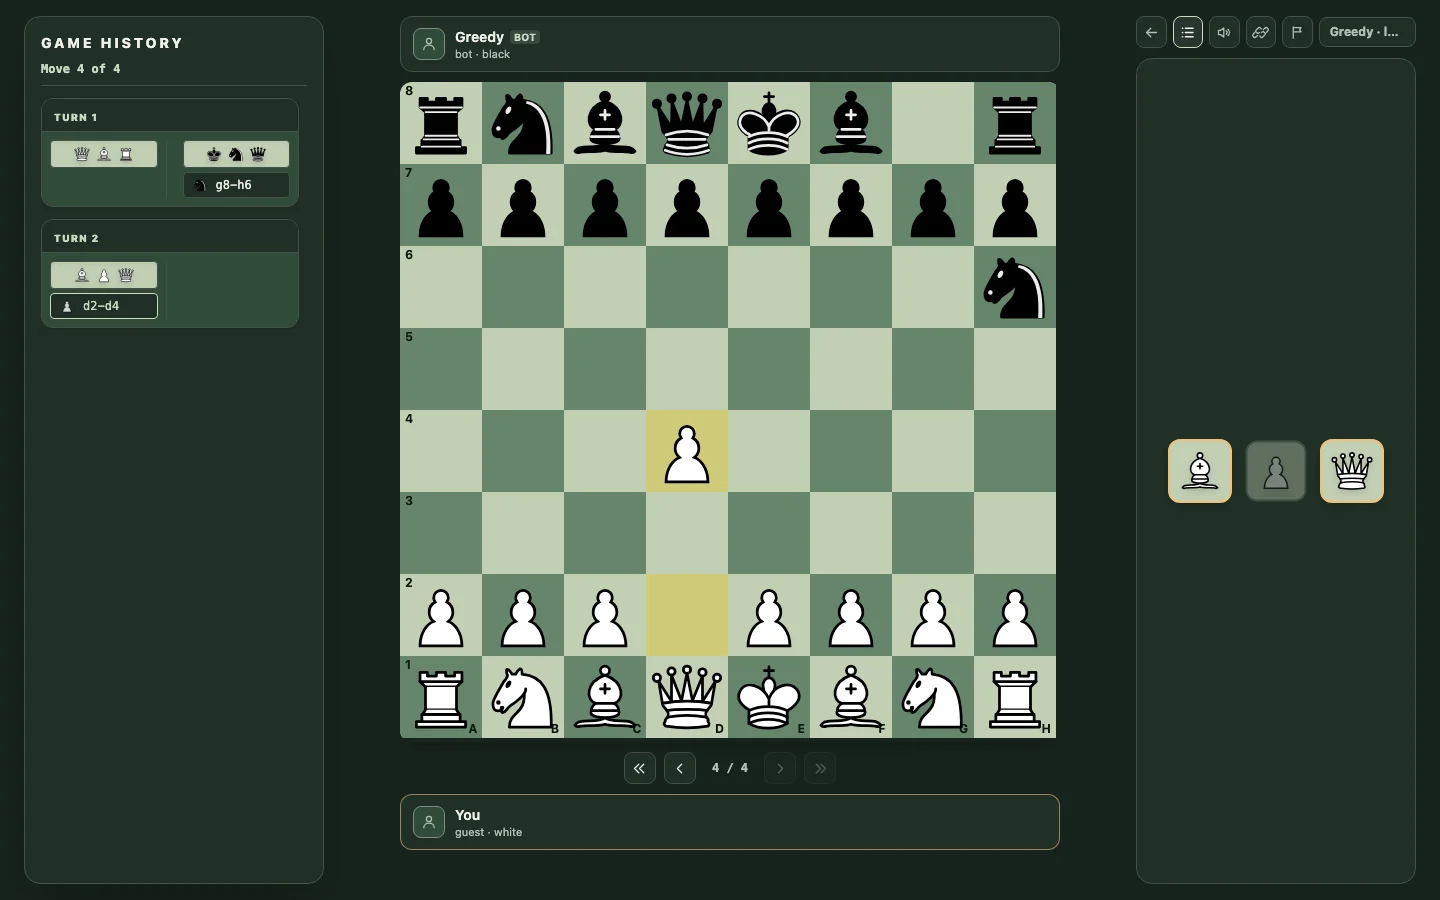 GAME HISTORY
Move 4 of 4
TURN 1
g8–h6
TURN 2
d2–d4
Greedy BOT
bot · black
8
7
6
5
4
3
2
1
A B C D E F G H
4 / 4
You
guest · white
Greedy · l...